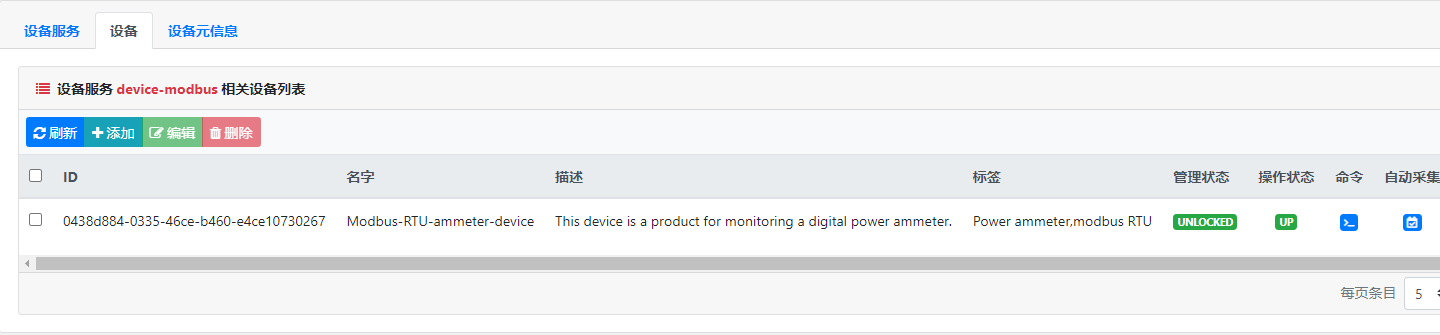 设备服务 设备 设备元信息
设备服务 device-modbus 相关设备列表
刷新 添加 编辑 删除
ID 名字 描述 标签 管理状态 操作状态 命令 自动采集
0438d884-0335-46ce-b460-e4ce10730267 Modbus-RTU-ammeter-device This device is a product for monitoring a digital power ammeter. Power ammeter,modbus RTU UNLOCKED UP
每页条目 5